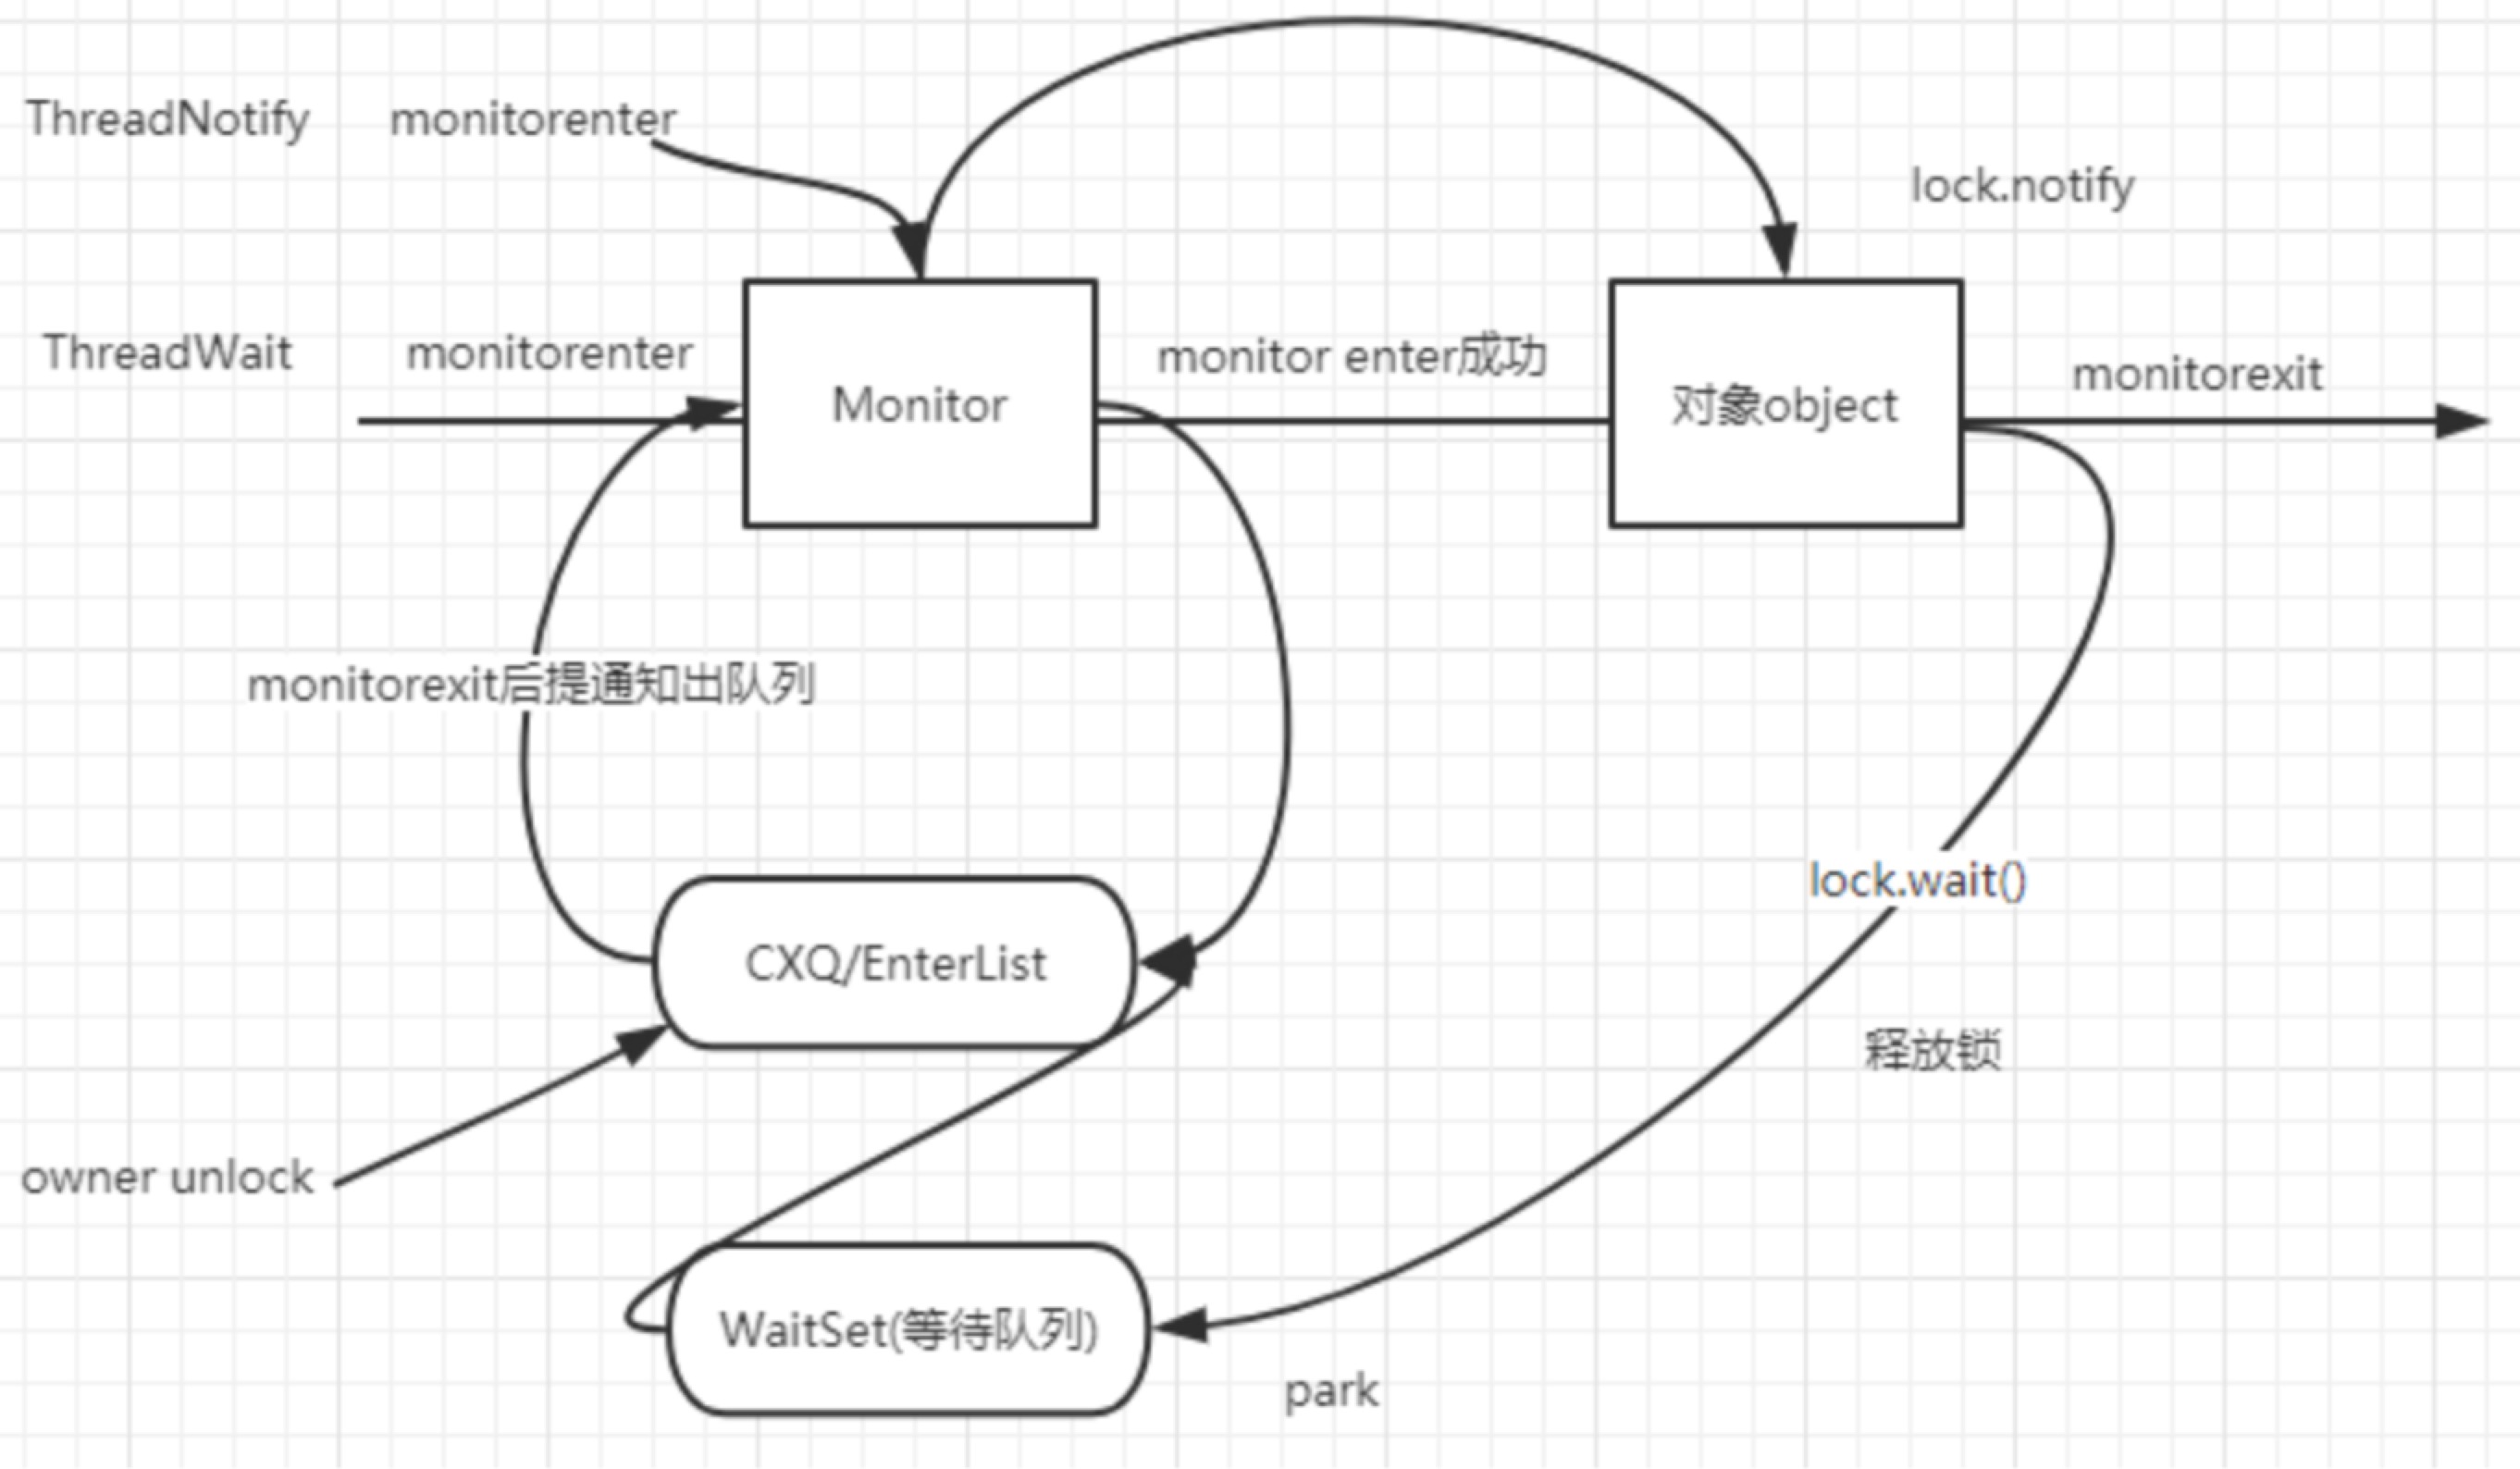 ThreadNotify
monitorenter
lock.notify
ThreadWait
monitorenter
monitor enter成功
monitorexit
Monitor
对象object
monitorexit后提通知出队列
lock.wait()
CXQ/EnterList
释放锁
owner unlock
WaitSet(等待队列)
park